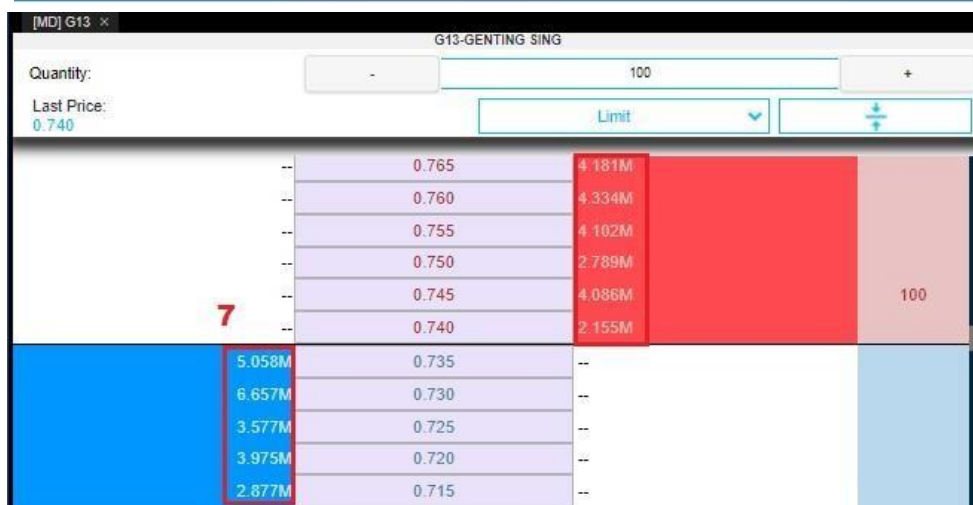 [MD] G13 ×
G13-GENTING SING
Quantity: - 100 +
Last Price:
0.740 Limit
-- 0.765 4.181M
-- 0.760 4.334M
-- 0.755 4.102M
-- 0.750 2.789M
-- 0.745 4.086M 100
7
-- 0.740 2.155M
5.058M 0.735 --
6.657M 0.730 --
3.577M 0.725 --
3.975M 0.720 --
2.877M 0.715 --